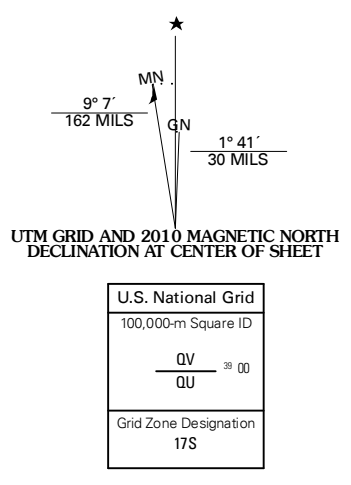 MN
9° 7´
162 MILS
GN
1° 41´
30 MILS
UTM GRID AND 2010 MAGNETIC NORTH
DECLINATION AT CENTER OF SHEET
U.S. National Grid
100,000-m Square ID
QV
39 00
QU
Grid Zone Designation
17S